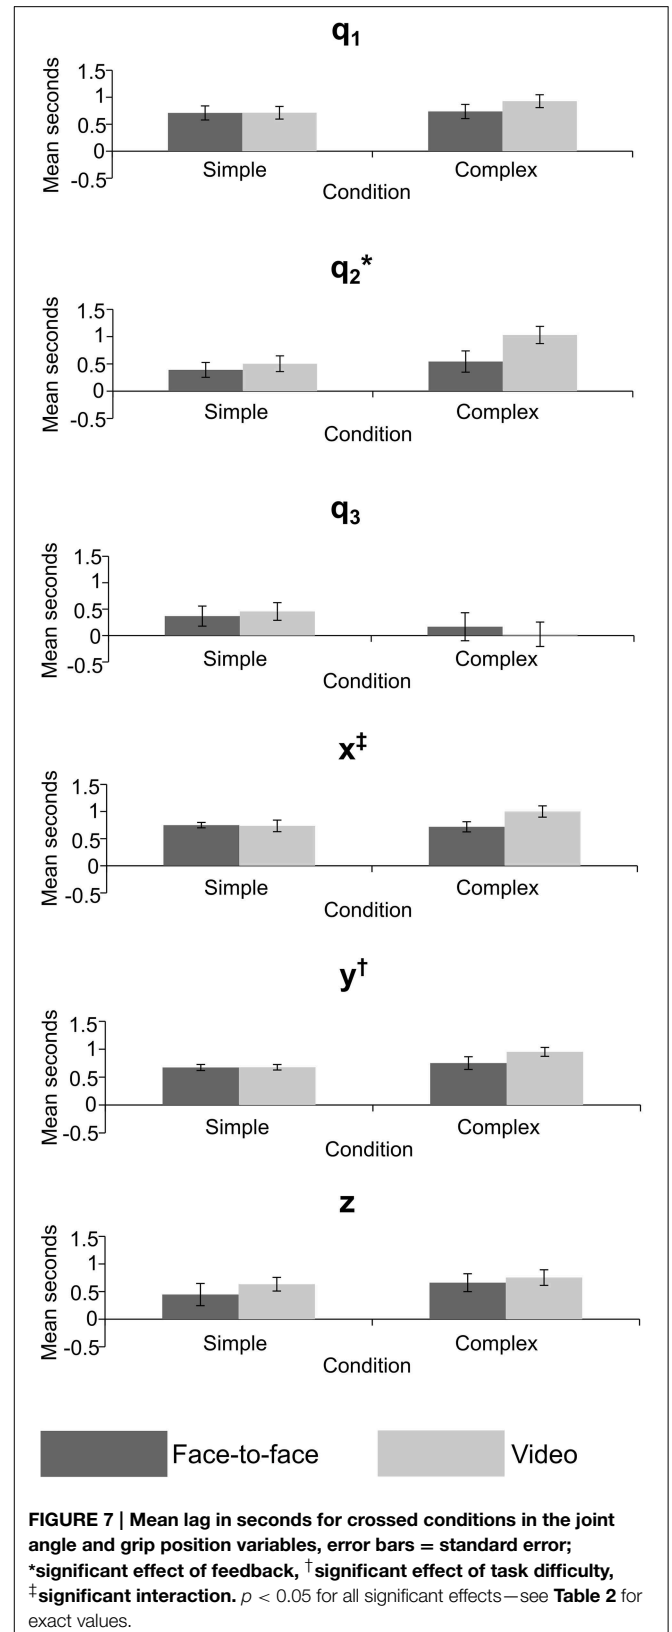 q1
Mean seconds
1.5
1
0.5
0
-0.5
Simple Complex
Condition
q2*
Mean seconds
1.5
1
0.5
0
-0.5
Simple Complex
Condition
q3
Mean seconds
1.5
1
0.5
0
-0.5
Simple Complex
Condition
x‡
Mean seconds
1.5
1
0.5
0
-0.5
Simple Complex
Condition
y†
Mean seconds
1.5
1
0.5
0
-0.5
Simple Complex
Condition
z
Mean seconds
1.5
1
0.5
0
-0.5
Simple Complex
Condition
Face-to-face Video
FIGURE 7 | Mean lag in seconds for crossed conditions in the joint
angle and grip position variables, error bars = standard error;
*significant effect of feedback, †significant effect of task difficulty,
‡significant interaction. p < 0.05 for all significant effects—see Table 2 for
exact values.